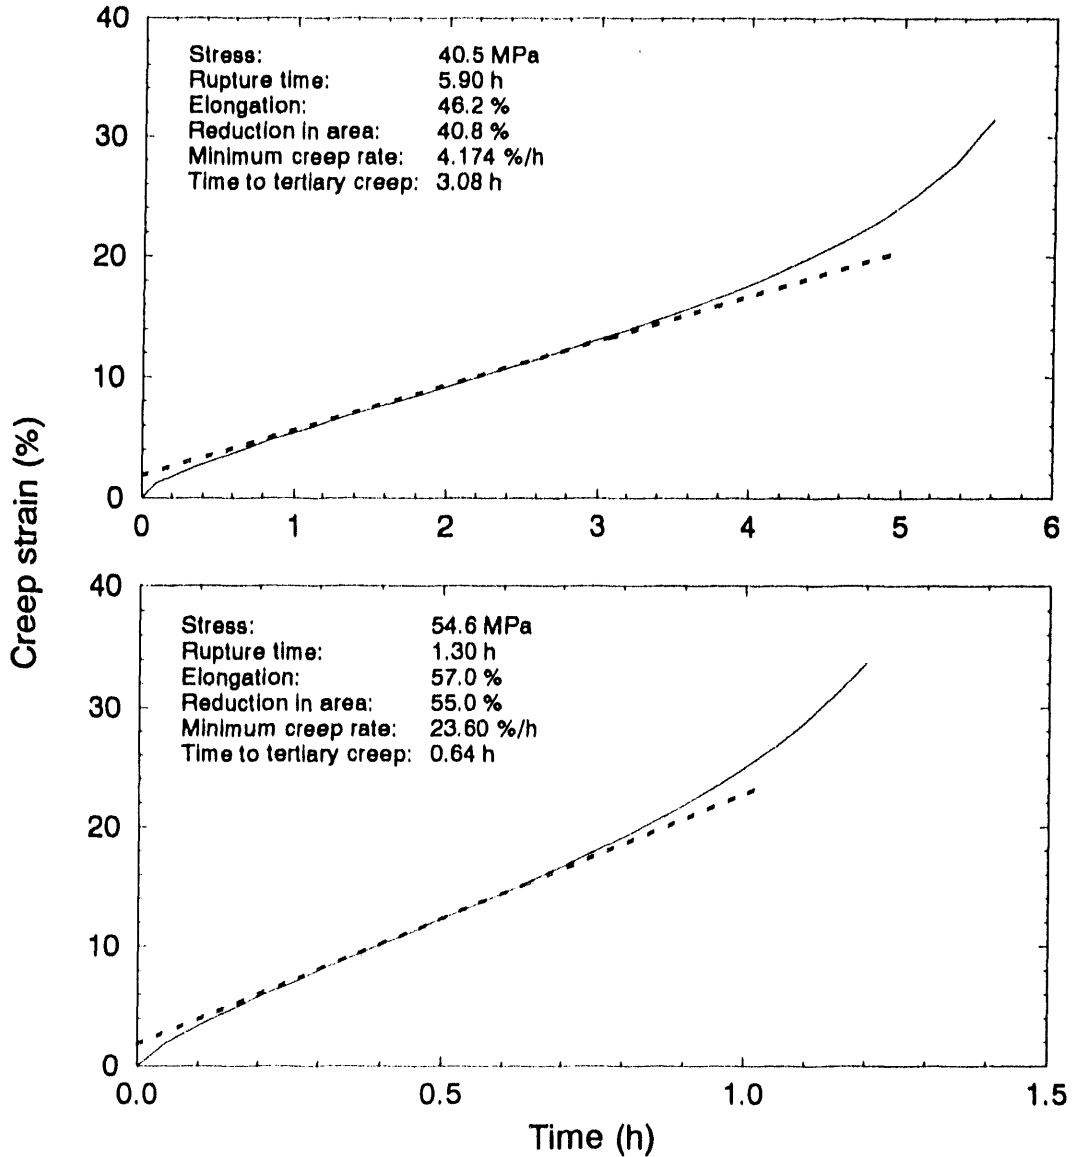 40
Stress: 40.5 MPa
Rupture time: 5.90 h
Elongation: 46.2 %
Reduction in area: 40.8 %
Minimum creep rate: 4.174 %/h
Time to tertiary creep: 3.08 h
30
20
10
0
0 1 2 3 4 5 6
Creep strain (%)
40
Stress: 54.6 MPa
Rupture time: 1.30 h
Elongation: 57.0 %
Reduction in area: 55.0 %
Minimum creep rate: 23.60 %/h
Time to tertiary creep: 0.64 h
30
20
10
0
0.0 0.5 1.0 1.5
Time (h)